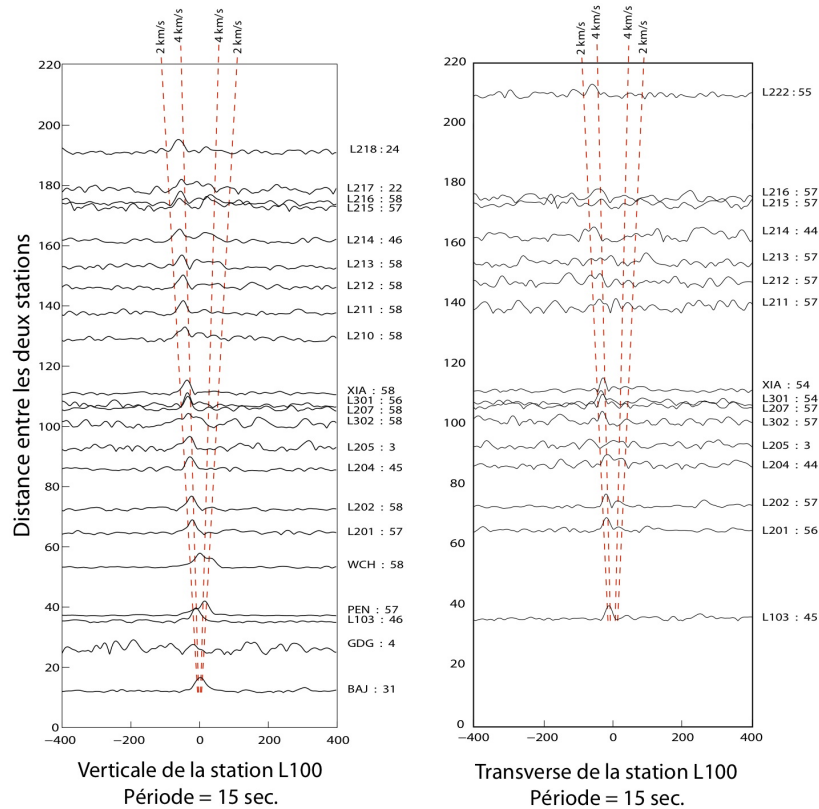 2 km/s
4 km/s
4 km/s
2 km/s
Distance entre les deux stations
220
200
180
160
140
120
100
80
60
40
20
0
−400
−200
0
200
400
L218 : 24
L217 : 22
L216 : 58
L215 : 57
L214 : 46
L213 : 58
L212 : 58
L211 : 58
L210 : 58
XIA : 58
L301 : 56
L207 : 58
L302 : 58
L205 : 3
L204 : 45
L202 : 58
L201 : 57
WCH : 58
PEN : 57
L103 : 46
GDG : 4
BAJ : 31
Verticale de la station L100
Période = 15 sec.
2 km/s
4 km/s
4 km/s
2 km/s
220
200
180
160
140
120
100
80
60
40
20
0
−400
−200
0
200
400
L222 : 55
L216 : 57
L215 : 57
L214 : 44
L213 : 57
L212 : 57
L211 : 57
XIA : 54
L301 : 54
L207 : 57
L302 : 57
L205 : 3
L204 : 44
L202 : 57
L201 : 56
L103 : 45
Transverse de la station L100
Période = 15 sec.